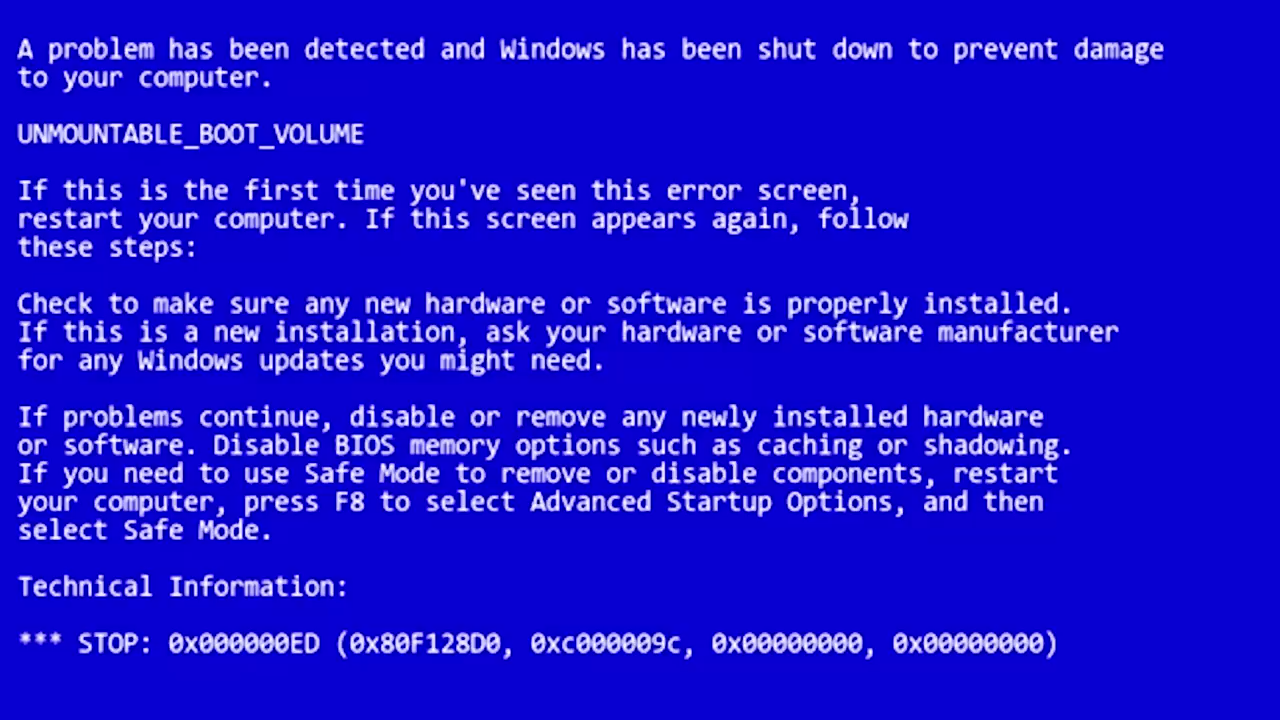 A problem has been detected and Windows has been shut down to prevent damage
to your computer.
UNMOUNTABLE_BOOT_VOLUME
If this is the first time you've seen this error screen,
restart your computer. If this screen appears again, follow
these steps:
Check to make sure any new hardware or software is properly installed.
If this is a new installation, ask your hardware or software manufacturer
for any Windows updates you might need.
If problems continue, disable or remove any newly installed hardware
or software. Disable BIOS memory options such as caching or shadowing.
If you need to use Safe Mode to remove or disable components, restart
your computer, press F8 to select Advanced Startup Options, and then
select Safe Mode.
Technical Information:
*** STOP: 0x000000ED (0x80F128D0, 0xc000009c, 0x00000000, 0x00000000)